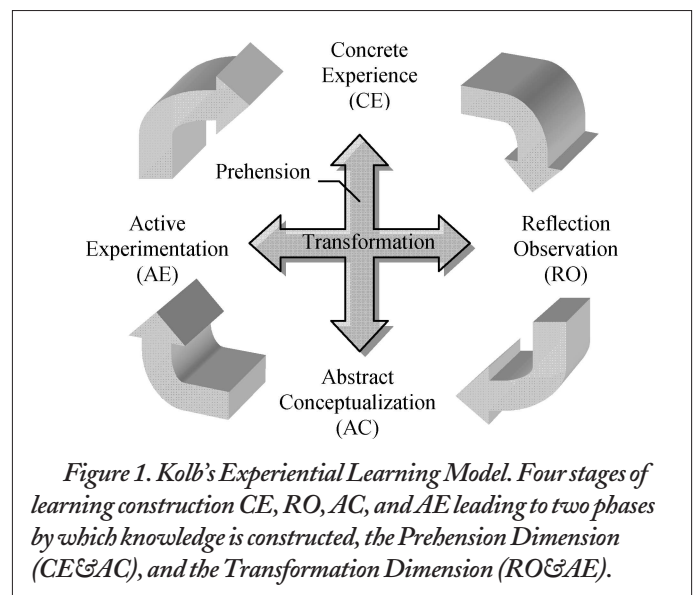 Concrete
Experience
(CE)
Prehension
Active
Experimentation
(AE)
Transformation
Reflection
Observation
(RO)
Abstract
Conceptualization
(AC)
Figure 1. Kolb's Experiential Learning Model. Four stages of
learning construction CE, RO, AC, and AE leading to two phases
by which knowledge is constructed, the Prehension Dimension
(CE&AC), and the Transformation Dimension (RO&AE).